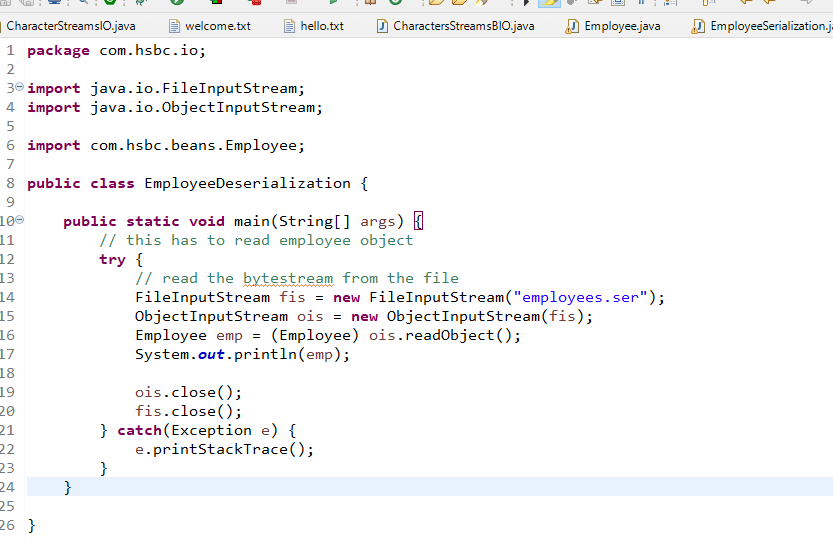 CharacterStreamsIO.java welcome.txt hello.txt CharactersStreamsBIO.java Employee.java EmployeeSerialization.ja
1 package com.hsbc.io;
2
3 import java.io.FileInputStream;
4 import java.io.ObjectInputStream;
5
6 import com.hsbc.beans.Employee;
7
8 public class EmployeeDeserialization {
9
10 public static void main(String[] args) {
11 // this has to read employee object
12 try {
13 // read the bytestream from the file
14 FileInputStream fis = new FileInputStream("employees.ser");
15 ObjectInputStream ois = new ObjectInputStream(fis);
16 Employee emp = (Employee) ois.readObject();
17 System.out.println(emp);
18
19 ois.close();
20 fis.close();
21 } catch(Exception e) {
22 e.printStackTrace();
23 }
24 }
25
26 }